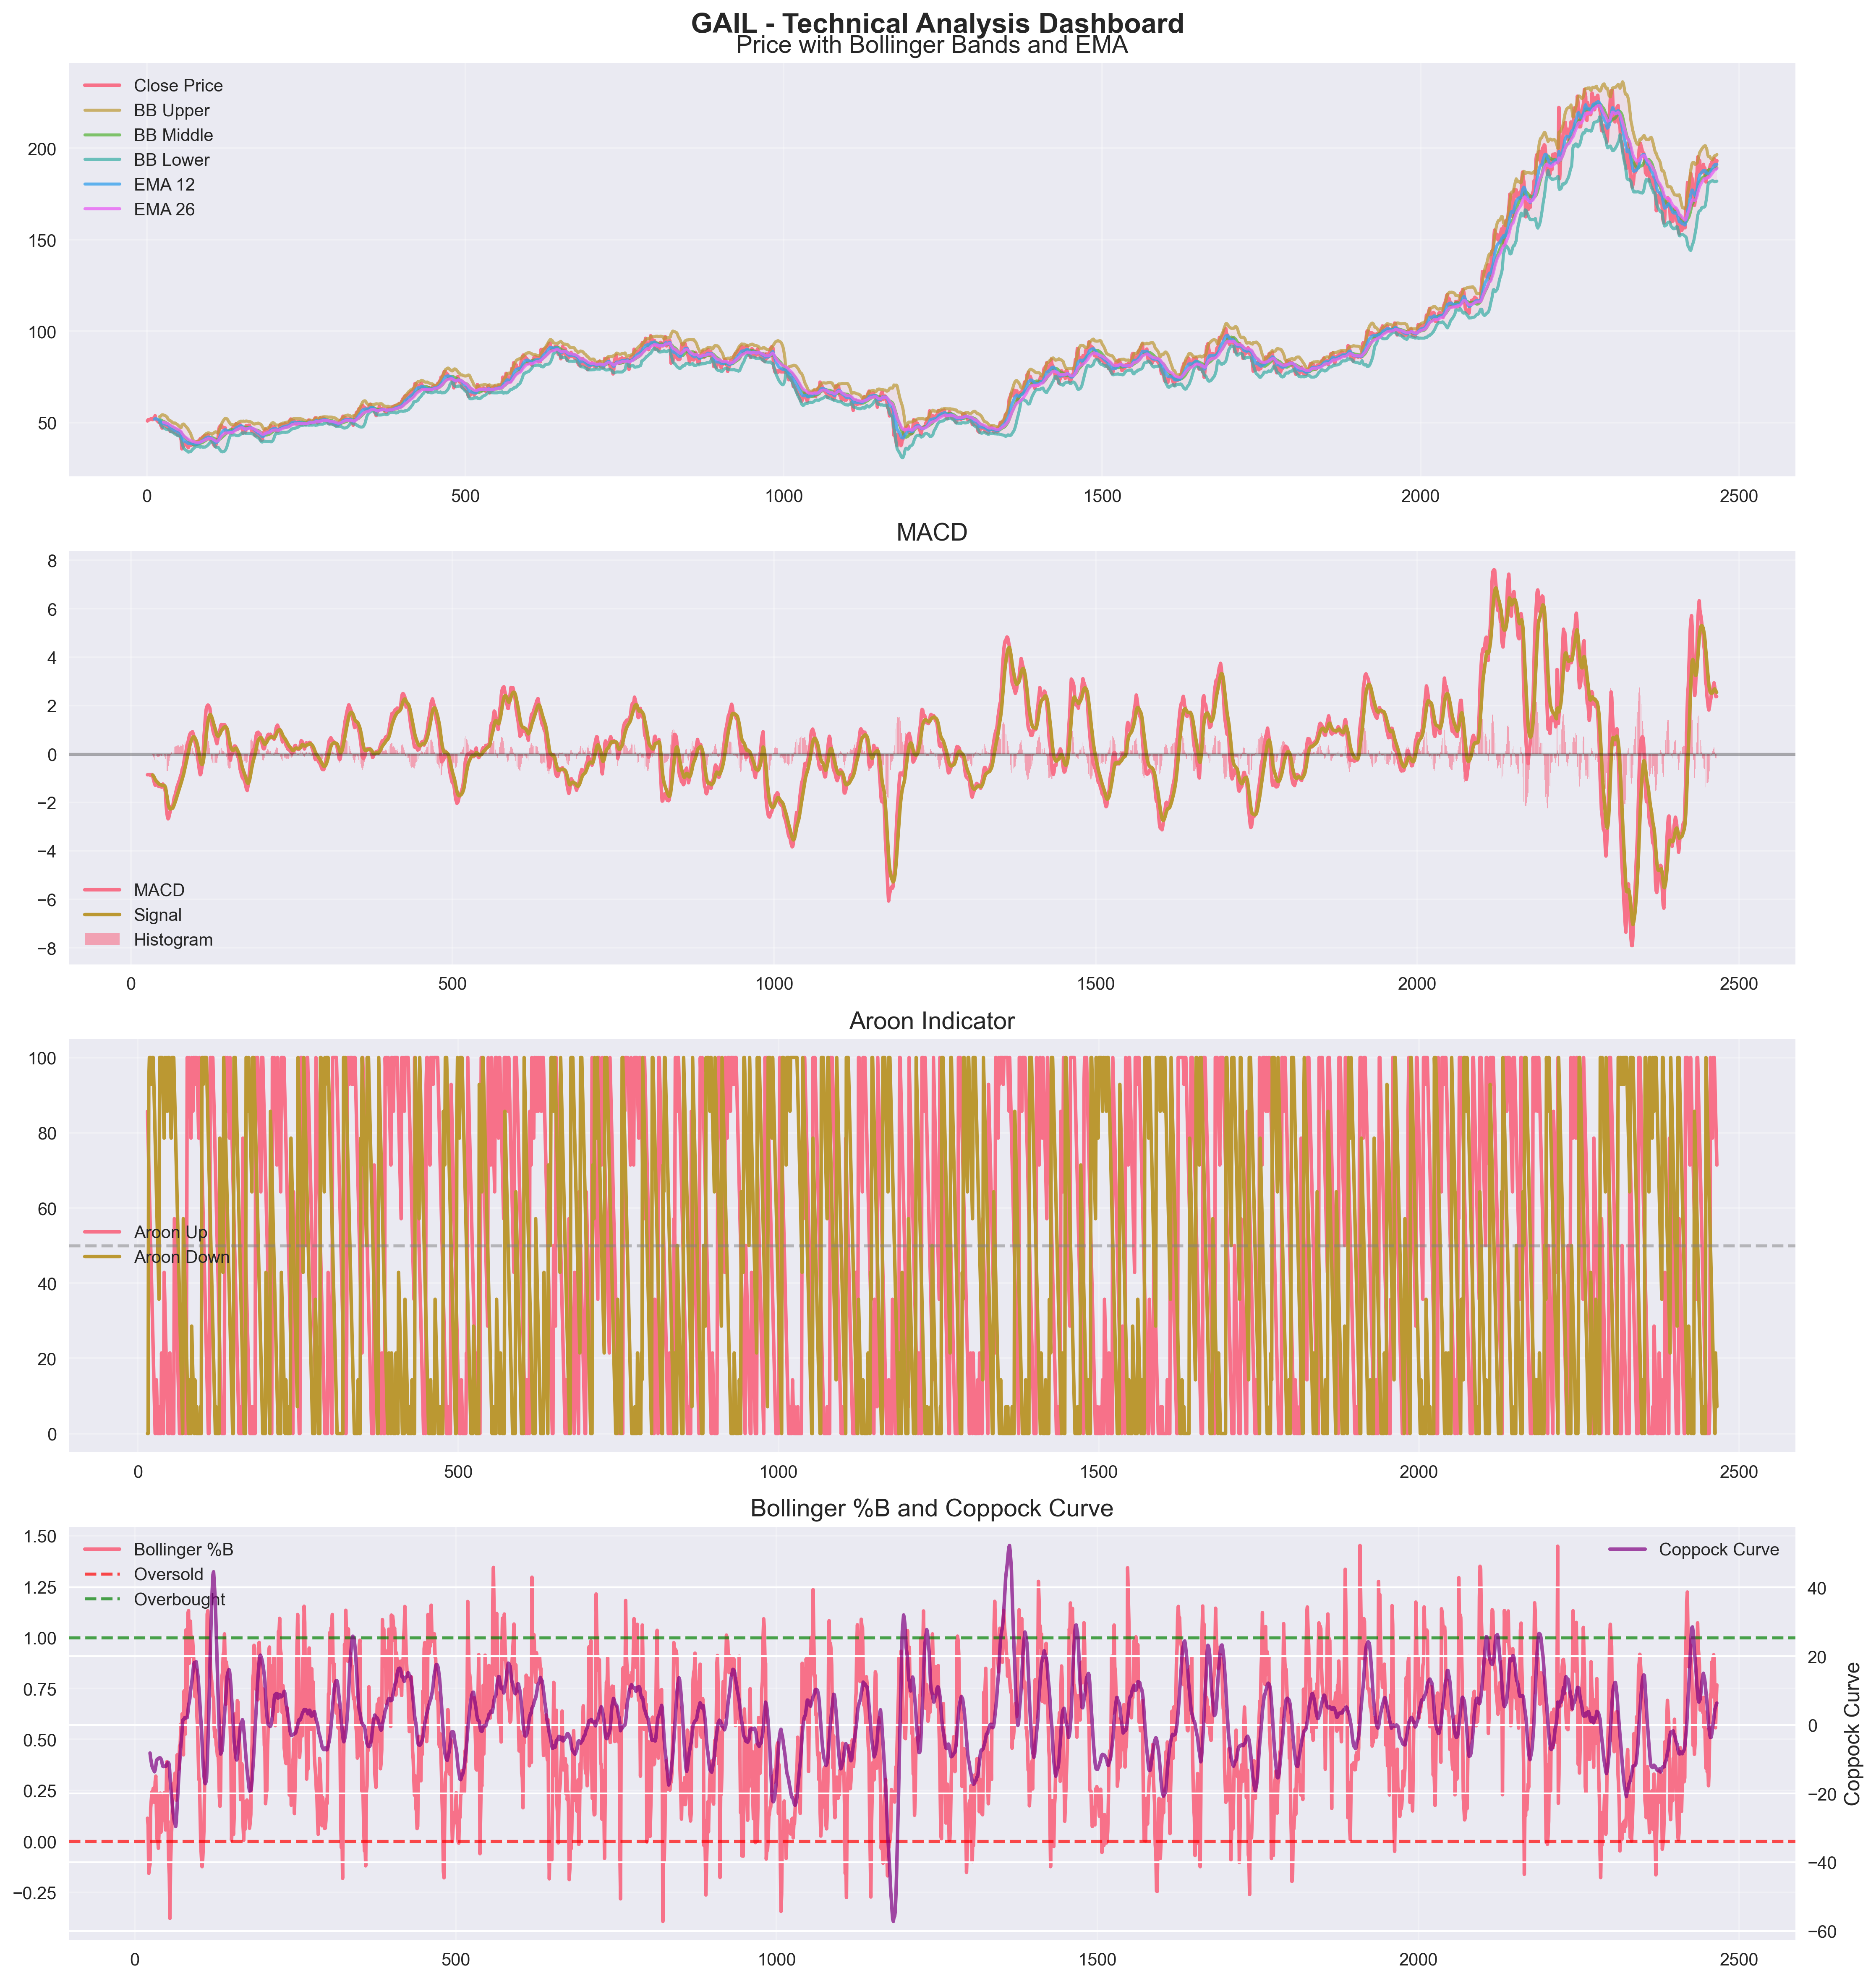 GAIL - Technical Analysis Dashboard
Price with Bollinger Bands and EMA
Close Price
BB Upper
BB Middle
BB Lower
EMA 12
EMA 26
200
150
100
50
0
500
1000
1500
2000
2500
MACD
8
6
4
2
0
−2
−4
−6
−8
MACD
Signal
Histogram
0
500
1000
1500
2000
2500
Aroon Indicator
100
80
60
40
20
0
Aroon Up
Aroon Down
0
500
1000
1500
2000
2500
Bollinger %B and Coppock Curve
1.50
1.25
1.00
0.75
0.50
0.25
0.00
−0.25
Bollinger %B
Oversold
Overbought
Coppock Curve
40
20
0
−20
−40
−60
Coppock Curve
0
500
1000
1500
2000
2500